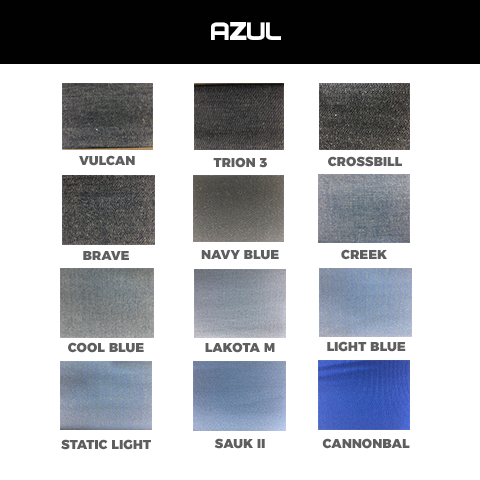 AZUL
VULCAN
TRION 3
CROSSBILL
BRAVE
NAVY BLUE
CREEK
COOL BLUE
LAKOTA M
LIGHT BLUE
STATIC LIGHT
SAUK II
CANNONBAL